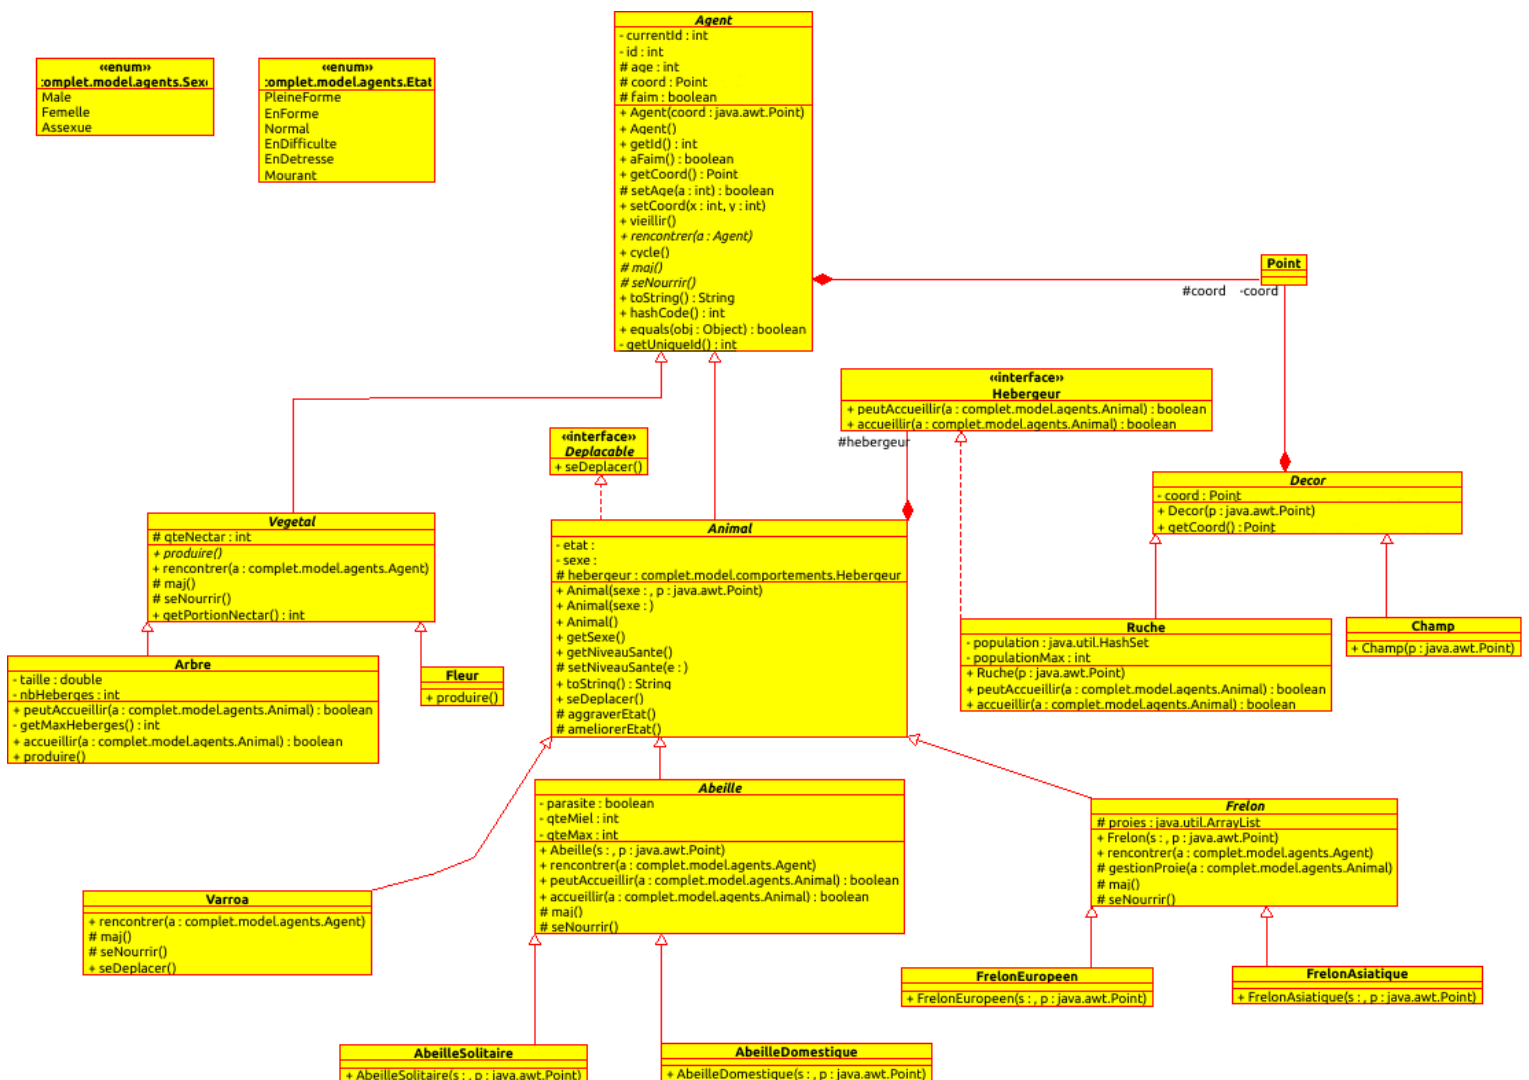 Agent
- currentId : int
- id : int
# age : int
# coord : Point
# faim : boolean
+ Agent(coord : java.awt.Point)
+ Agent()
+ getId() : int
+ aFaim() : boolean
+ getCoord() : Point
# setAge(a : int) : boolean
+ setCoord(x : int, y : int)
+ vieillir()
+ rencontrer(a : Agent)
+ cycle()
# maj()
# seNourrir()
+ toString() : String
+ hashCode() : int
+ equals(obj : Object) : boolean
- getUniqueId() : int
«enum»
:omplet.model.agents.Sex
Male
Femelle
Assexue
«enum»
:omplet.model.agents.Etat
PleineForme
EnForme
Normal
EnDifficulte
EnDetresse
Mourant
Point
#coord -coord
«interface»
Hebergeur
+ peutAccueillir(a : complet.model.agents.Animal) : boolean
+ accueillir(a : complet.model.agents.Animal) : boolean
#hebergeur
«interface»
Deplacable
+ seDeplacer()
Decor
- coord : Point
+ Decor(p : java.awt.Point)
+ getCoord() : Point
Vegetal
# qteNectar : int
+ produire()
+ rencontrer(a : complet.model.agents.Agent)
# maj()
# seNourrir()
+ getPortionNectar() : int
Animal
- etat :
- sexe :
# hebergeur : complet.model.comportements.Hebergeur
+ Animal(sexe : , p : java.awt.Point)
+ Animal(sexe : )
+ Animal()
+ getSexe()
+ getNiveauSante()
# setNiveauSante(e : )
+ toString() : String
+ seDeplacer()
# aggraverEtat()
# ameliorerEtat()
Ruche
- population : java.util.HashSet
- populationMax : int
+ Ruche(p : java.awt.Point)
+ peutAccueillir(a : complet.model.agents.Animal) : boolean
+ accueillir(a : complet.model.agents.Animal) : boolean
Champ
+ Champ(p : java.awt.Point)
Arbre
- taille : double
- nbHeberges : int
+ peutAccueillir(a : complet.model.agents.Animal) : boolean
- getMaxHeberges() : int
+ accueillir(a : complet.model.agents.Animal) : boolean
+ produire()
Fleur
+ produire()
Abeille
- parasite : boolean
- qteMiel : int
- qteMax : int
+ Abeille(s : , p : java.awt.Point)
+ rencontrer(a : complet.model.agents.Agent)
+ peutAccueillir(a : complet.model.agents.Animal) : boolean
+ accueillir(a : complet.model.agents.Animal) : boolean
# maj()
# seNourrir()
Frelon
# proies : java.util.ArrayList
+ Frelon(s : , p : java.awt.Point)
+ rencontrer(a : complet.model.agents.Agent)
# gestionProie(a : complet.model.agents.Animal)
# maj()
# seNourrir()
Varroa
+ rencontrer(a : complet.model.agents.Agent)
# maj()
# seNourrir()
+ seDeplacer()
FrelonEuropeen
+ FrelonEuropeen(s : , p : java.awt.Point)
FrelonAsiatique
+ FrelonAsiatique(s : , p : java.awt.Point)
AbeilleSolitaire
+ AbeilleSolitaire(s : , p : java.awt.Point)
AbeilleDomestique
+ AbeilleDomestique(s : , p : java.awt.Point)